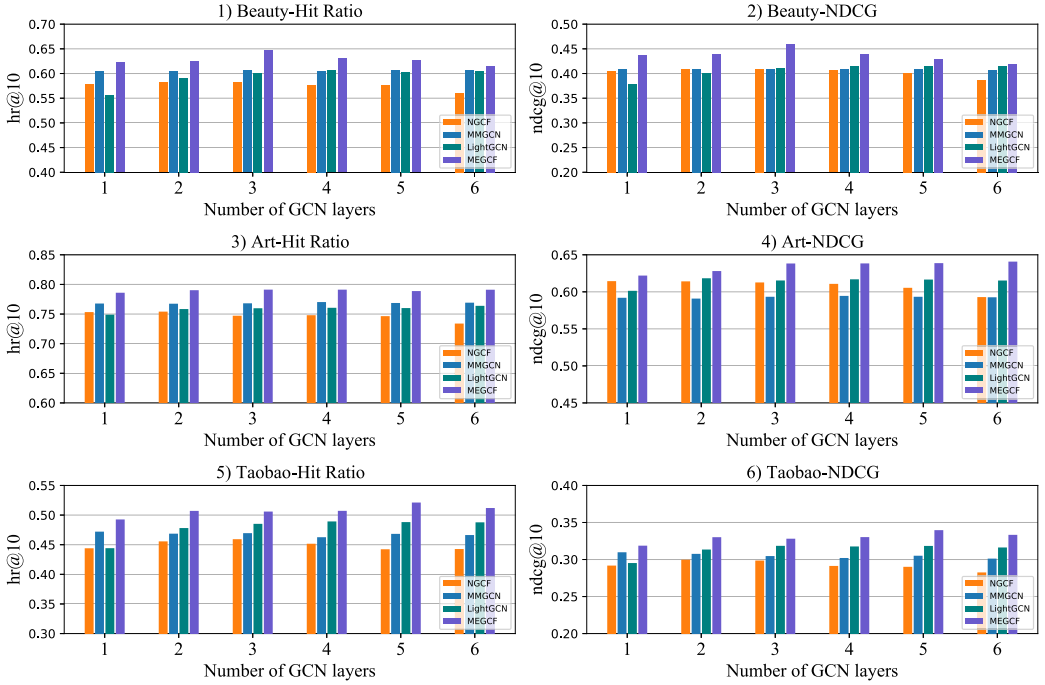 1) Beauty-Hit Ratio
hr@10
0.70
0.65
0.60
0.55
0.50
0.45
0.40
NGCF
MMGCN
LightGCN
MEGCF
1 2 3 4 5 6
Number of GCN layers
2) Beauty-NDCG
ndcg@10
0.50
0.45
0.40
0.35
0.30
0.25
0.20
NGCF
MMGCN
LightGCN
MEGCF
1 2 3 4 5 6
Number of GCN layers
3) Art-Hit Ratio
hr@10
0.85
0.80
0.75
0.70
0.65
0.60
NGCF
MMGCN
LightGCN
MEGCF
1 2 3 4 5 6
Number of GCN layers
4) Art-NDCG
ndcg@10
0.65
0.60
0.55
0.50
0.45
NGCF
MMGCN
LightGCN
MEGCF
1 2 3 4 5 6
Number of GCN layers
5) Taobao-Hit Ratio
hr@10
0.55
0.50
0.45
0.40
0.35
0.30
NGCF
MMGCN
LightGCN
MEGCF
1 2 3 4 5 6
Number of GCN layers
6) Taobao-NDCG
ndcg@10
0.40
0.35
0.30
0.25
0.20
NGCF
MMGCN
LightGCN
MEGCF
1 2 3 4 5 6
Number of GCN layers